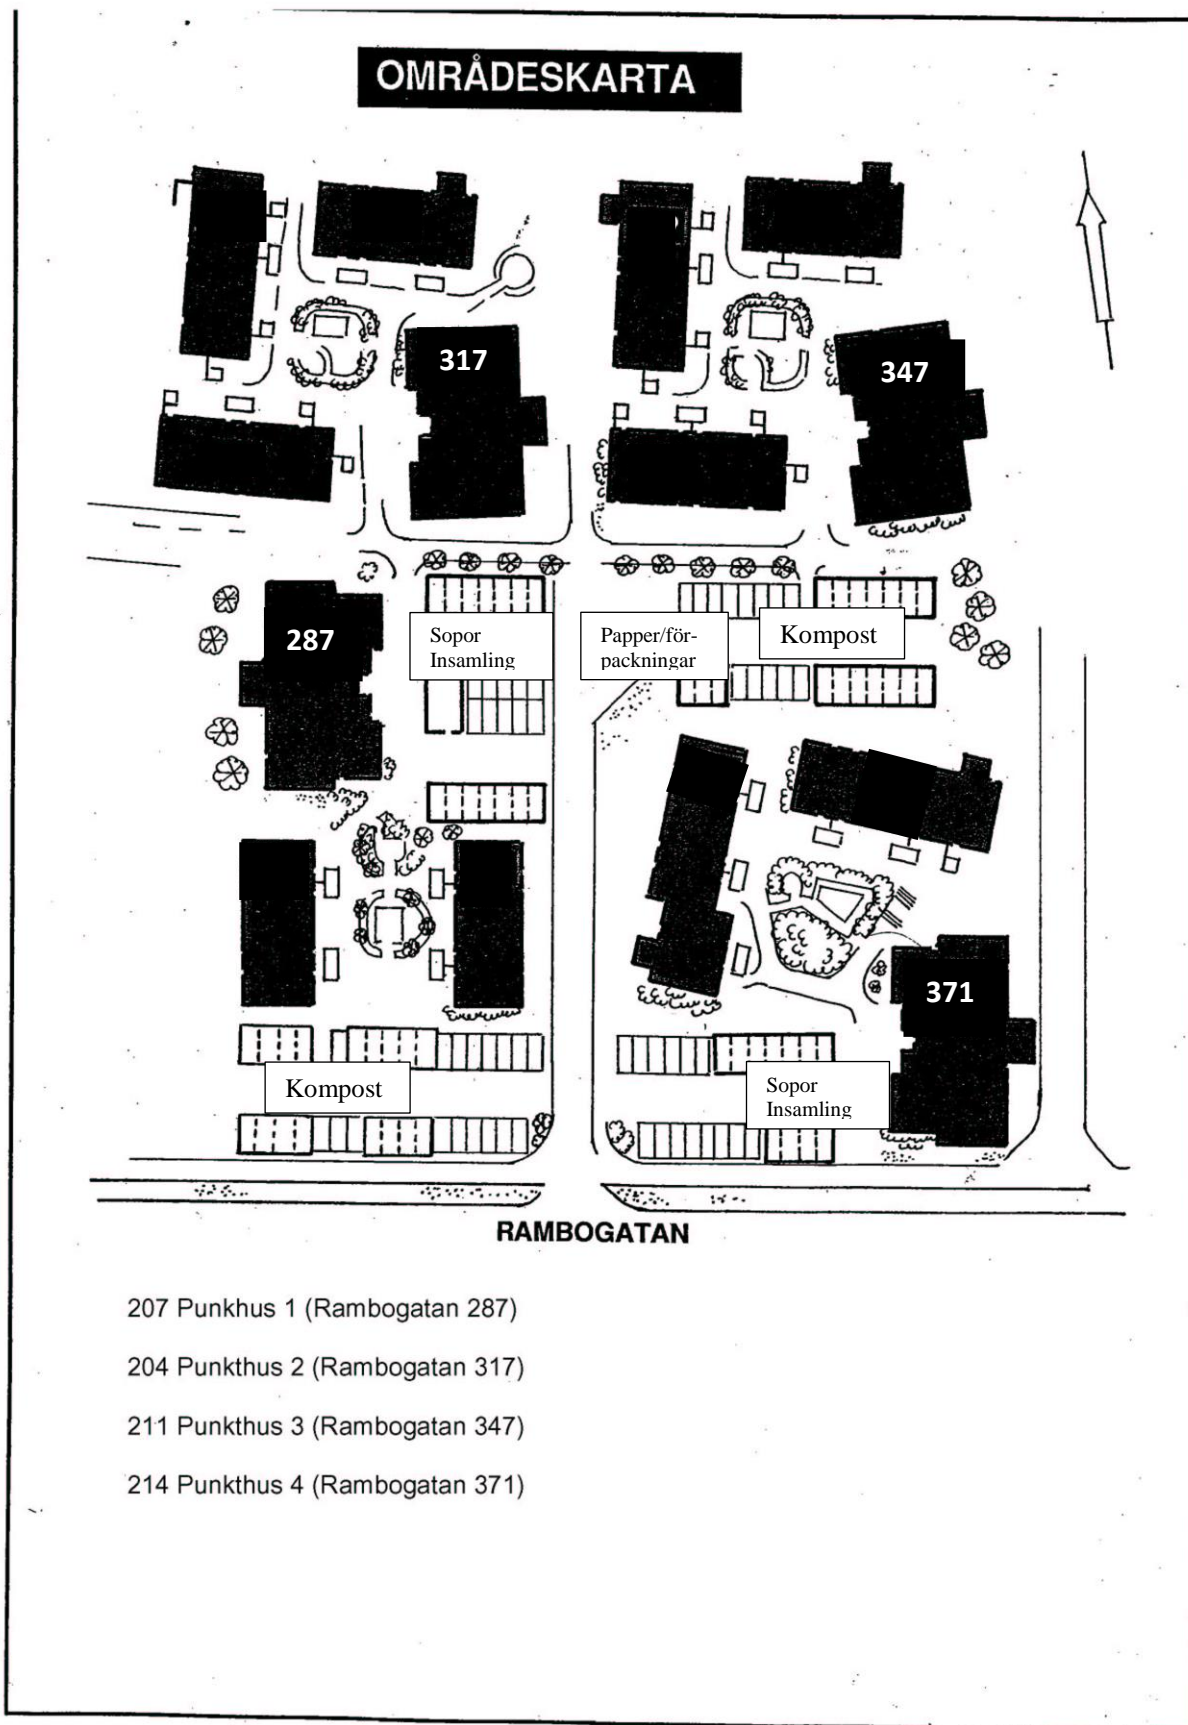 OMRÅDESKARTA
317
347
287
Sopor
Insamling
Papper/för-
packningar
Kompost
371
Kompost
Sopor
Insamling
RAMBOGATAN
207 Punkhus 1 (Rambogatan 287)
204 Punkthus 2 (Rambogatan 317)
211 Punkthus 3 (Rambogatan 347)
214 Punkthus 4 (Rambogatan 371)